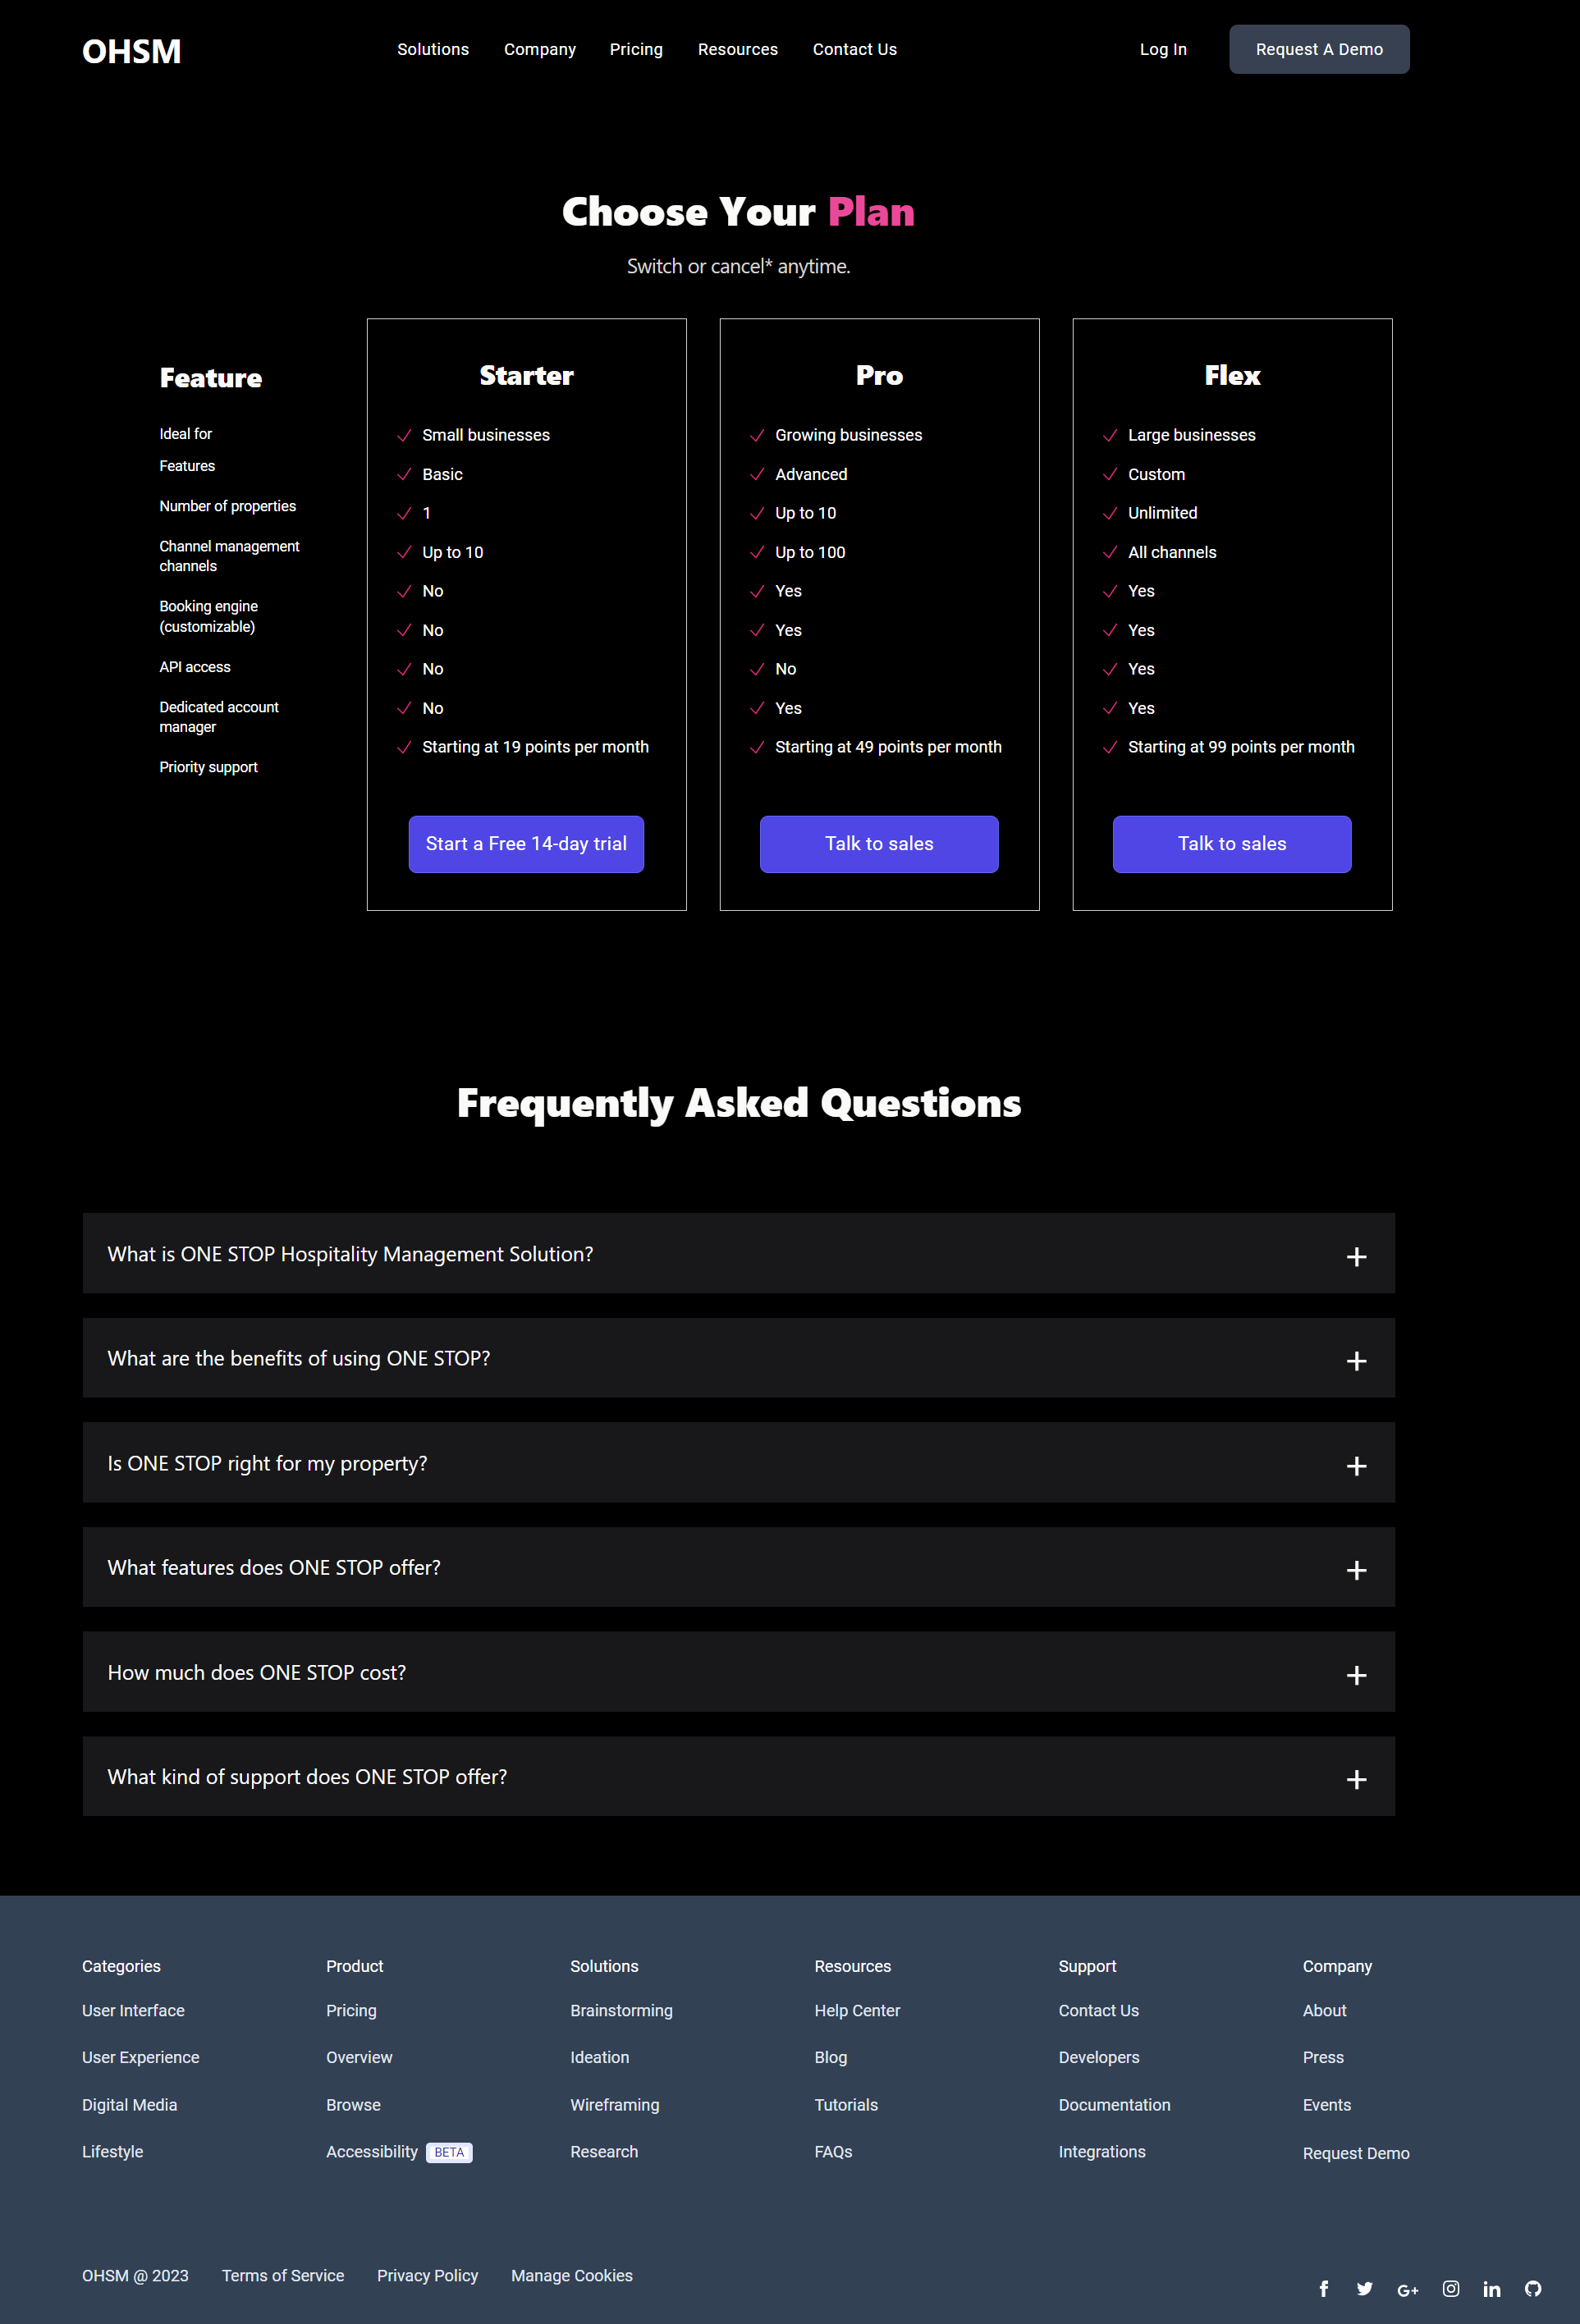 OHSM
Solutions
Company
Pricing
Resources
Contact Us
Log In
Request A Demo
Choose Your Plan
Switch or cancel* anytime.
Feature
Ideal for
Features
Number of properties
Channel management
channels
Booking engine
(customizable)
API access
Dedicated account
manager
Priority support
Starter
Small businesses
Basic
1
Up to 10
No
No
No
No
Starting at 19 points per month
Start a Free 14-day trial
Pro
Growing businesses
Advanced
Up to 10
Up to 100
Yes
Yes
No
Yes
Starting at 49 points per month
Talk to sales
Flex
Large businesses
Custom
Unlimited
All channels
Yes
Yes
Yes
Yes
Starting at 99 points per month
Talk to sales
Frequently Asked Questions
What is ONE STOP Hospitality Management Solution?
What are the benefits of using ONE STOP?
Is ONE STOP right for my property?
What features does ONE STOP offer?
How much does ONE STOP cost?
What kind of support does ONE STOP offer?
Categories
User Interface
User Experience
Digital Media
Lifestyle
Product
Pricing
Overview
Browse
Accessibility BETA
Solutions
Brainstorming
Ideation
Wireframing
Research
Resources
Help Center
Blog
Tutorials
FAQs
Support
Contact Us
Developers
Documentation
Integrations
Company
About
Press
Events
Request Demo
OHSM @ 2023
Terms of Service
Privacy Policy
Manage Cookies